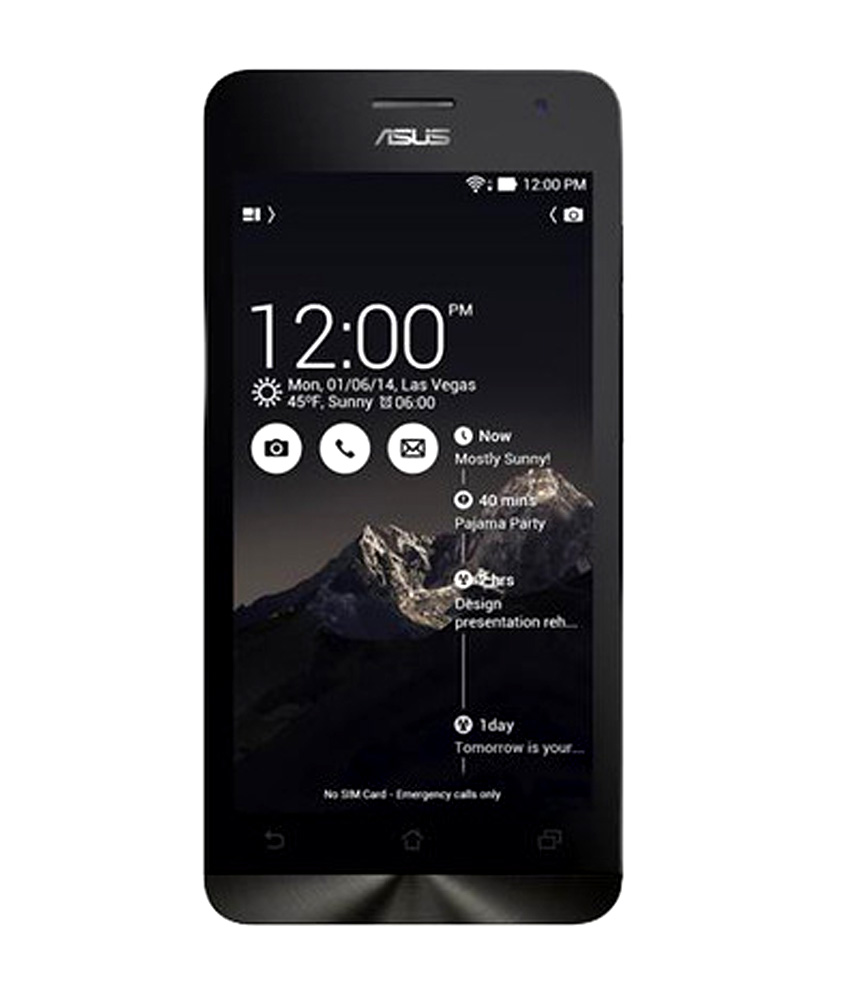 ASUS
12:00 PM
12:00 PM
Mon, 01/06/14, Las Vegas
45ºF, Sunny 06:00
Now
Mostly Sunny!
40 mins
Pajama Party
hrs
Design
presentation reh...
1day
Tomorrow is your...
No SIM Card - Emergency calls only